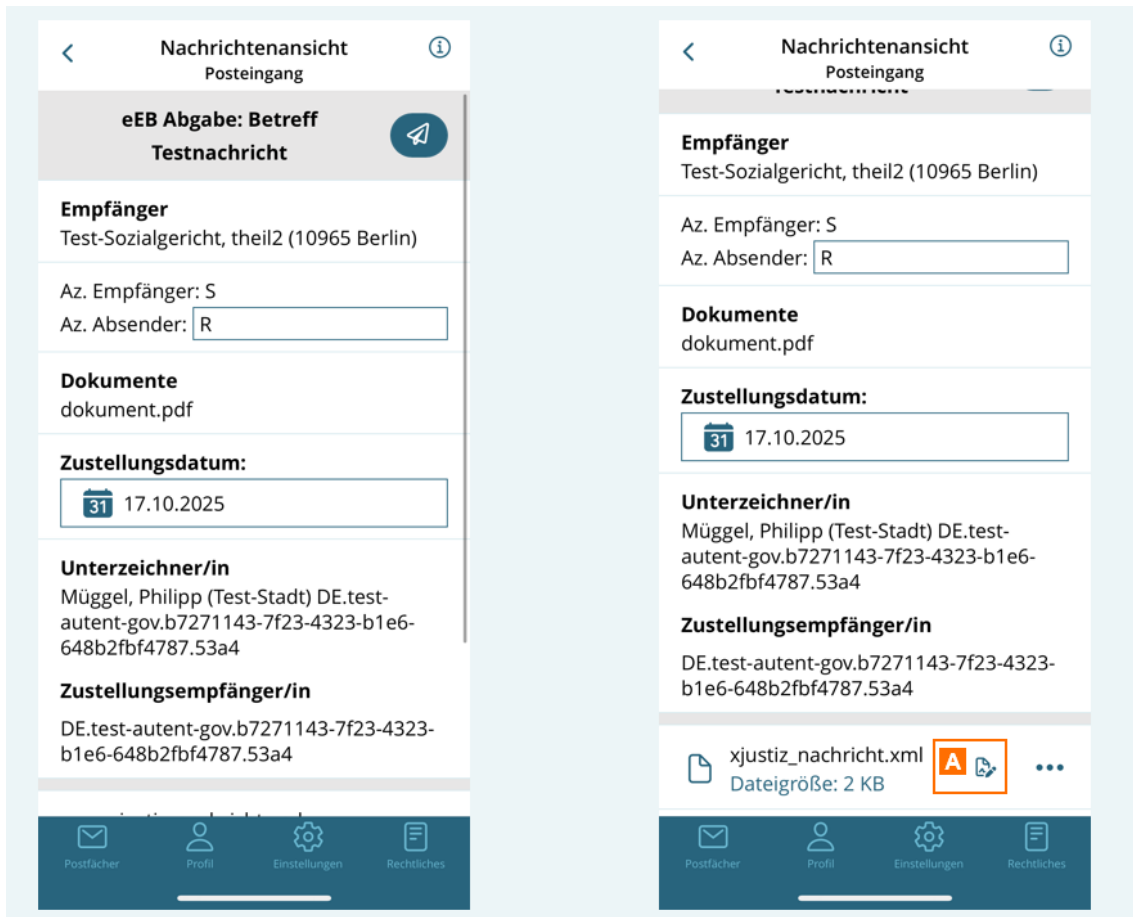 Nachrichtenansicht
Posteingang
eEB Abgabe: Betreff
Testnachricht
Empfänger
Test-Sozialgericht, theil2 (10965 Berlin)
Az. Empfänger: S
Az. Absender: R
Dokumente
dokument.pdf
Zustellungsdatum:
31 17.10.2025
Unterzeichner/in
Müggel, Philipp (Test-Stadt) DE.test-
autent-gov.b7271143-7f23-4323-b1e6-
648b2fbf4787.53a4
Zustellungsempfänger/in
DE.test-autent-gov.b7271143-7f23-4323-
b1e6-648b2fbf4787.53a4
Postfächer Profil Einstellungen Rechtliches
Nachrichtenansicht
Posteingang
Testnachricht
Empfänger
Test-Sozialgericht, theil2 (10965 Berlin)
Az. Empfänger: S
Az. Absender: R
Dokumente
dokument.pdf
Zustellungsdatum:
31 17.10.2025
Unterzeichner/in
Müggel, Philipp (Test-Stadt) DE.test-
autent-gov.b7271143-7f23-4323-b1e6-
648b2fbf4787.53a4
Zustellungsempfänger/in
DE.test-autent-gov.b7271143-7f23-4323-
b1e6-648b2fbf4787.53a4
xjustiz_nachricht.xml A
Dateigröße: 2 KB
Postfächer Profil Einstellungen Rechtliches